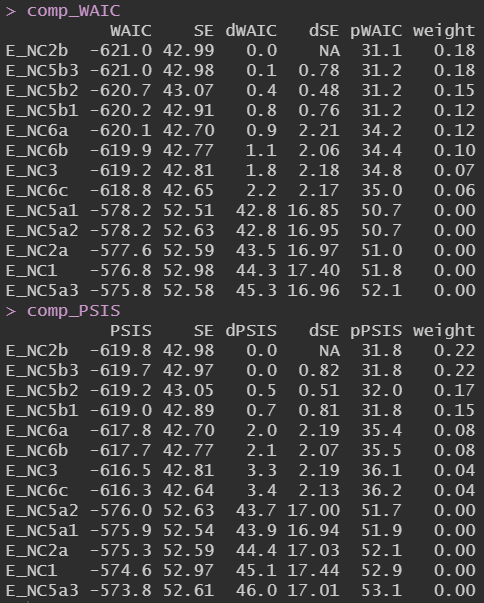 > comp_WAIC
WAIC SE dWAIC dSE pWAIC weight
E_NC2b -621.0 42.99 0.0 NA 31.1 0.18
E_NC5b3 -621.0 42.98 0.1 0.78 31.2 0.18
E_NC5b2 -620.7 43.07 0.4 0.48 31.2 0.15
E_NC5b1 -620.2 42.91 0.8 0.76 31.2 0.12
E_NC6a -620.1 42.70 0.9 2.21 34.2 0.12
E_NC6b -619.9 42.77 1.1 2.06 34.4 0.10
E_NC3 -619.2 42.81 1.8 2.18 34.8 0.07
E_NC6c -618.8 42.65 2.2 2.17 35.0 0.06
E_NC5a1 -578.2 52.51 42.8 16.85 50.7 0.00
E_NC5a2 -578.2 52.63 42.8 16.95 50.7 0.00
E_NC2a -577.6 52.59 43.5 16.97 51.0 0.00
E_NC1 -576.8 52.98 44.3 17.40 51.8 0.00
E_NC5a3 -575.8 52.58 45.3 16.96 52.1 0.00
> comp_PSIS
PSIS SE dPSIS dSE pPSIS weight
E_NC2b -619.8 42.98 0.0 NA 31.8 0.22
E_NC5b3 -619.7 42.97 0.0 0.82 31.8 0.22
E_NC5b2 -619.2 43.05 0.5 0.51 32.0 0.17
E_NC5b1 -619.0 42.89 0.7 0.81 31.8 0.15
E_NC6a -617.8 42.70 2.0 2.19 35.4 0.08
E_NC6b -617.7 42.77 2.1 2.07 35.5 0.08
E_NC3 -616.5 42.81 3.3 2.19 36.1 0.04
E_NC6c -616.3 42.64 3.4 2.13 36.2 0.04
E_NC5a2 -576.0 52.63 43.7 17.00 51.7 0.00
E_NC5a1 -575.9 52.54 43.9 16.94 51.9 0.00
E_NC2a -575.3 52.59 44.4 17.03 52.1 0.00
E_NC1 -574.6 52.97 45.1 17.44 52.9 0.00
E_NC5a3 -573.8 52.61 46.0 17.01 53.1 0.00